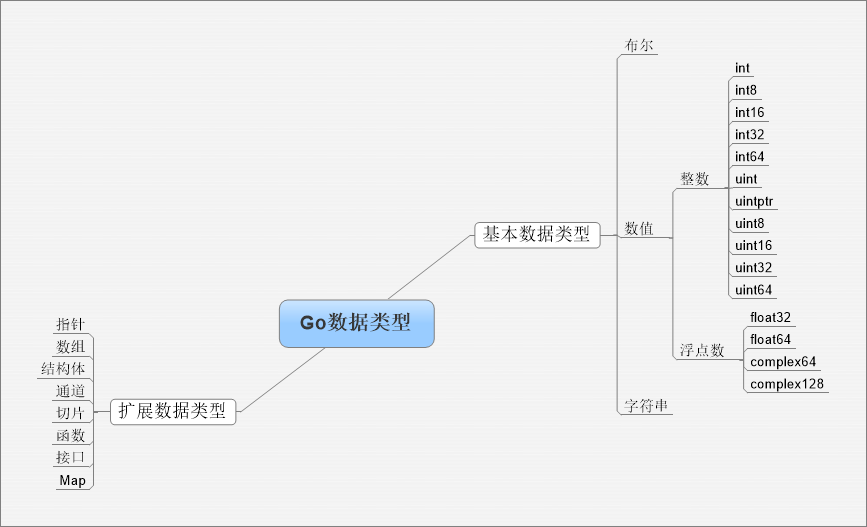 Go数据类型
基本数据类型
布尔
数值
整数
int
int8
int16
int32
int64
uint
uintptr
uint8
uint16
uint32
uint64
浮点数
float32
float64
complex64
complex128
字符串
扩展数据类型
指针
数组
结构体
通道
切片
函数
接口
Map